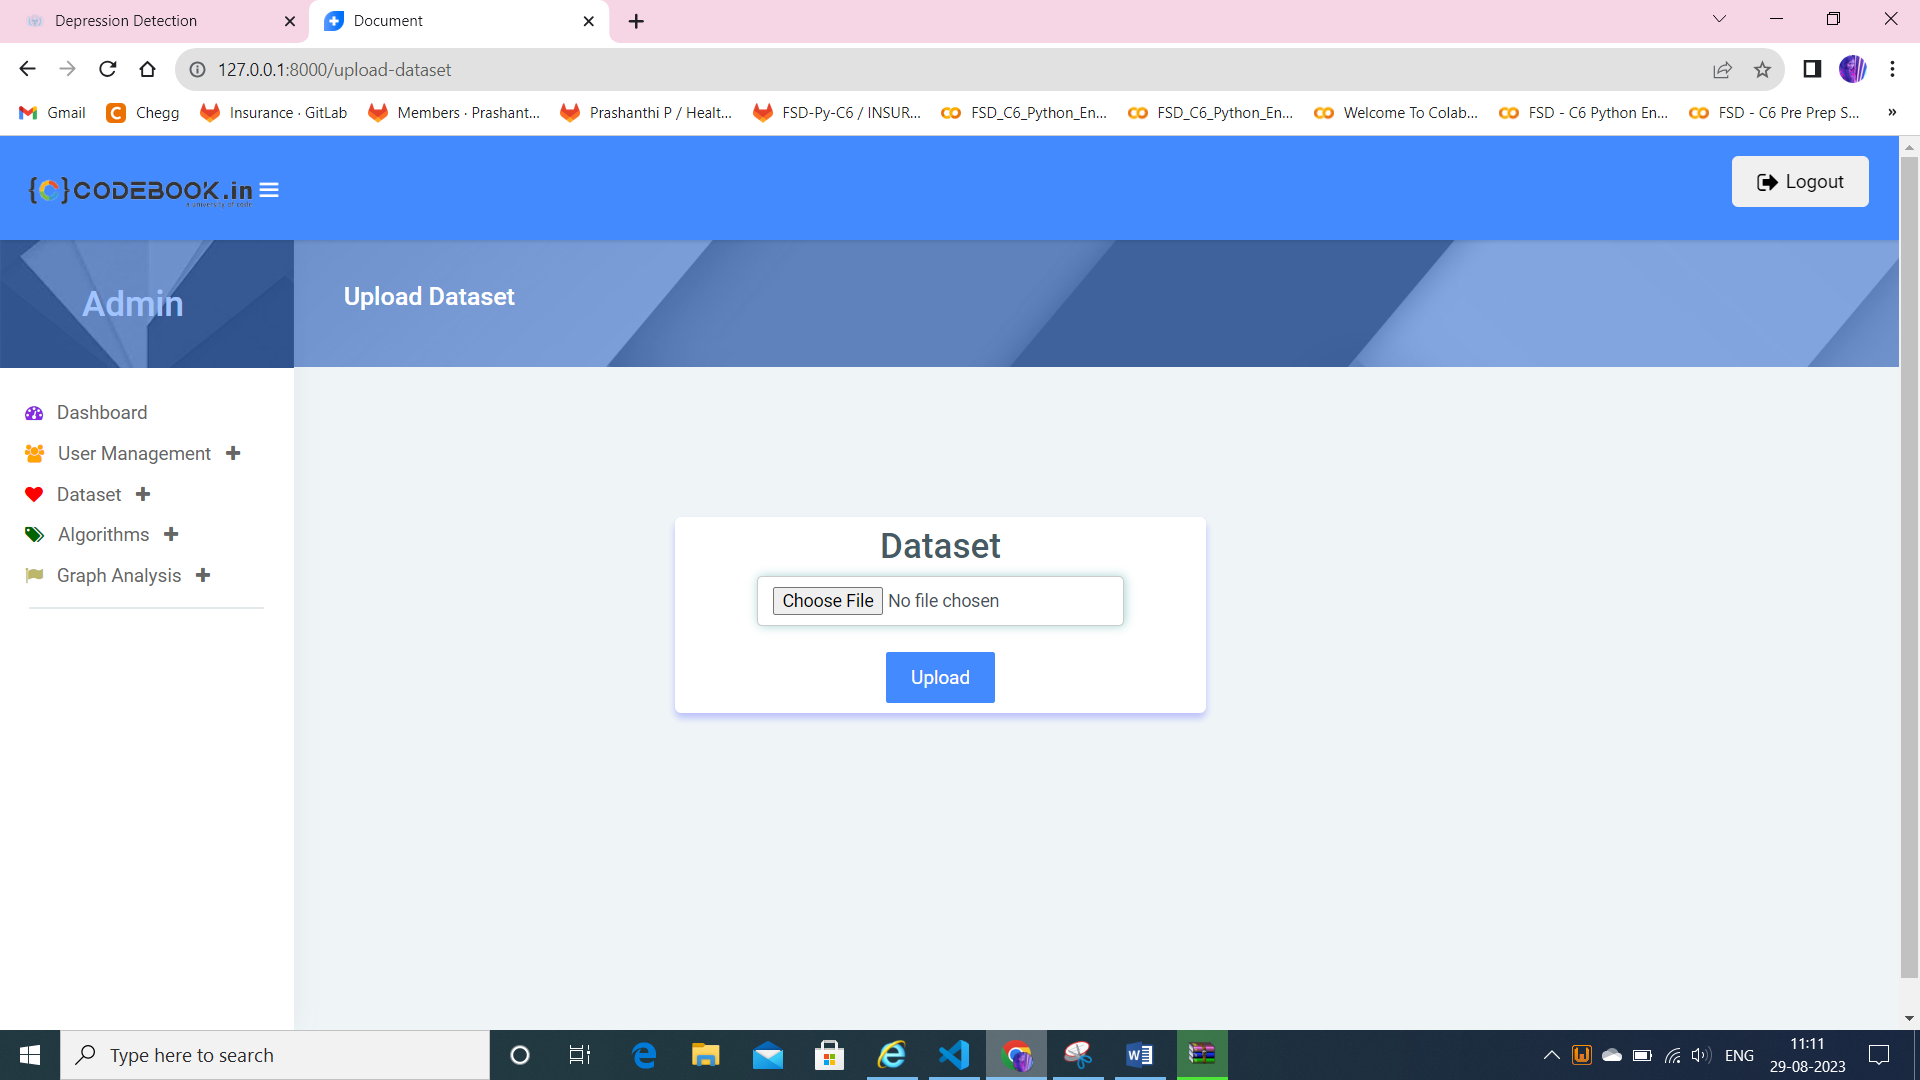 Depression Detection
Document
127.0.0.1:8000/upload-dataset
Gmail
Chegg
Insurance · GitLab
Members · Prashant...
Prashanthi P / Healt...
FSD-Py-C6 / INSUR...
FSD_C6_Python_En...
FSD_C6_Python_En...
Welcome To Colab...
FSD - C6 Python En...
FSD - C6 Pre Prep S...
»
{ }CODEBOOK.in
a university of code
Logout
Admin
Upload Dataset
Dashboard
User Management
Dataset
Algorithms
Graph Analysis
Dataset
Choose File No file chosen
Upload
Type here to search
ENG
11:11
29-08-2023